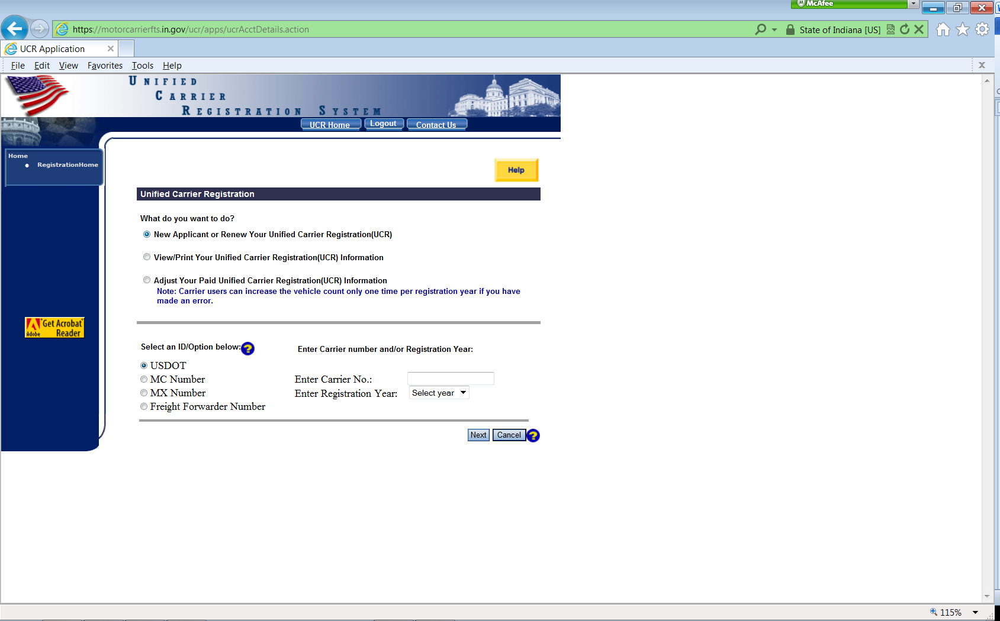 McAfee
https://motorcarrierfts.in.gov/ucr/apps/ucrAcctDetails.action
State of Indiana [US]
UCR Application
File Edit View Favorites Tools Help
UNIFIED
CARRIER
REGISTRATION SYSTEM
UCR Home Logout Contact Us
Home
RegistrationHome
Help
Unified Carrier Registration
What do you want to do?
New Applicant or Renew Your Unified Carrier Registration(UCR)
View/Print Your Unified Carrier Registration(UCR) Information
Adjust Your Paid Unified Carrier Registration(UCR) Information
Note: Carrier users can increase the vehicle count only one time per registration year if you have
made an error.
Get Acrobat
Adobe Reader
Select an ID/Option below: ? Enter Carrier number and/or Registration Year:
USDOT
MC Number Enter Carrier No.:
MX Number Enter Registration Year: Select year
Freight Forwarder Number
Next Cancel ?
115%